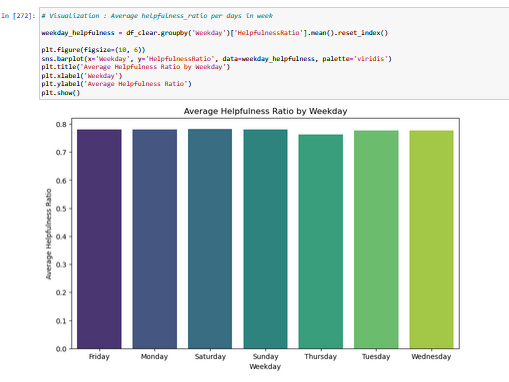 In [272]: # Visualization : Average helpfulness_ratio per days in week
weekday_helpfulness = df_clear.groupby('Weekday')['HelpfulnessRatio'].mean().reset_index()
plt.figure(figsize=(10, 6))
sns.barplot(x='Weekday', y='HelpfulnessRatio', data=weekday_helpfulness, palette='viridis')
plt.title('Average Helpfulness Ratio by Weekday')
plt.xlabel('Weekday')
plt.ylabel('Average Helpfulness Ratio')
plt.show()
Average Helpfulness Ratio by Weekday
Average Helpfulness Ratio
0.8
0.7
0.6
0.5
0.4
0.3
0.2
0.1
0.0
Friday Monday Saturday Sunday Thursday Tuesday Wednesday
Weekday